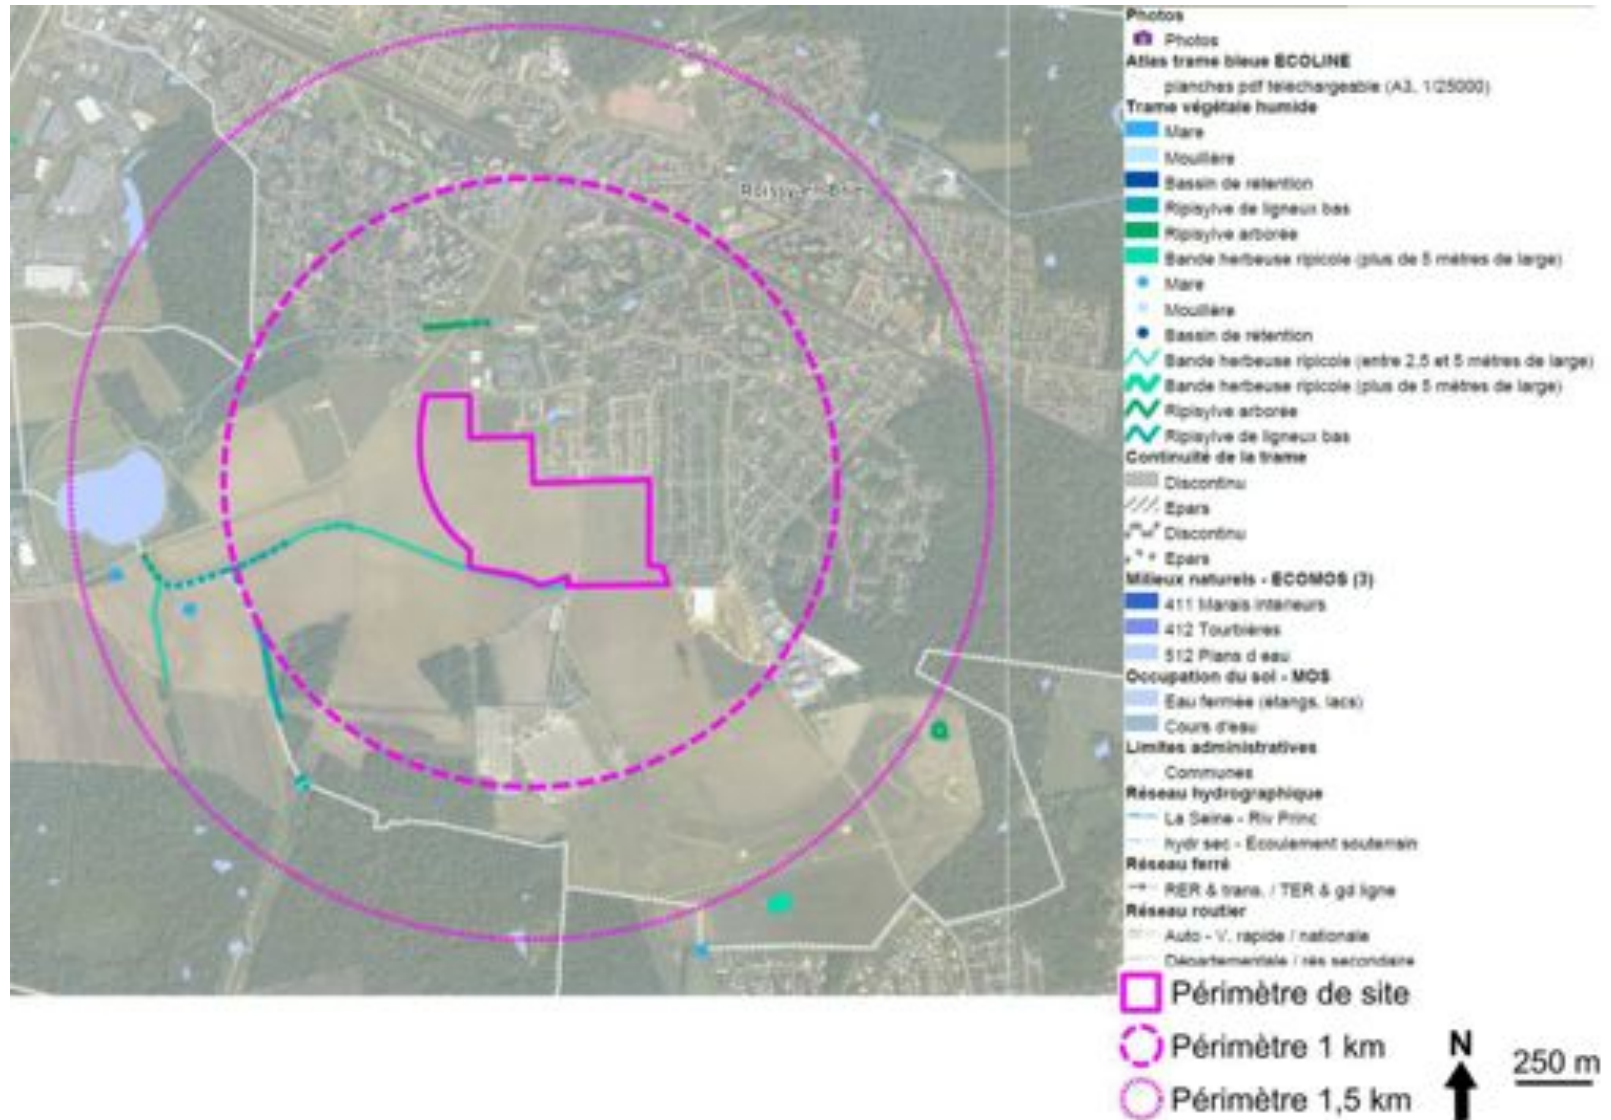 Roissy-en-Brie
Photos
Photos
Atlas trame bleue ECOLINE
planches pdf telechargeable (A3, 1/25000)
Trame végétale humide
Mare
Mouillère
Bassin de rétention
Ripisylve de ligneux bas
Ripisylve arborée
Bande herbeuse ripicole (plus de 5 mètres de large)
Mare
Mouillère
Bassin de rétention
Bande herbeuse ripicole (entre 2,5 et 5 mètres de large)
Bande herbeuse ripicole (plus de 5 mètres de large)
Ripisylve arborée
Ripisylve de ligneux bas
Continuité de la trame
Discontinu
Epars
Discontinu
Epars
Milieux naturels - ECOMOS (3)
411 Marais intérieurs
412 Tourbières
512 Plans d eau
Occupation du sol - MOS
Eau fermée (étangs, lacs)
Cours d'eau
Limites administratives
Communes
Réseau hydrographique
La Seine - Riv Princ
hydr sec - Ecoulement souterrain
Réseau ferré
RER & trans. / TER & gd ligne
Réseau routier
Auto - V. rapide / nationale
Départementale / rés secondaire
Périmètre de site
Périmètre 1 km
Périmètre 1,5 km
N
250 m